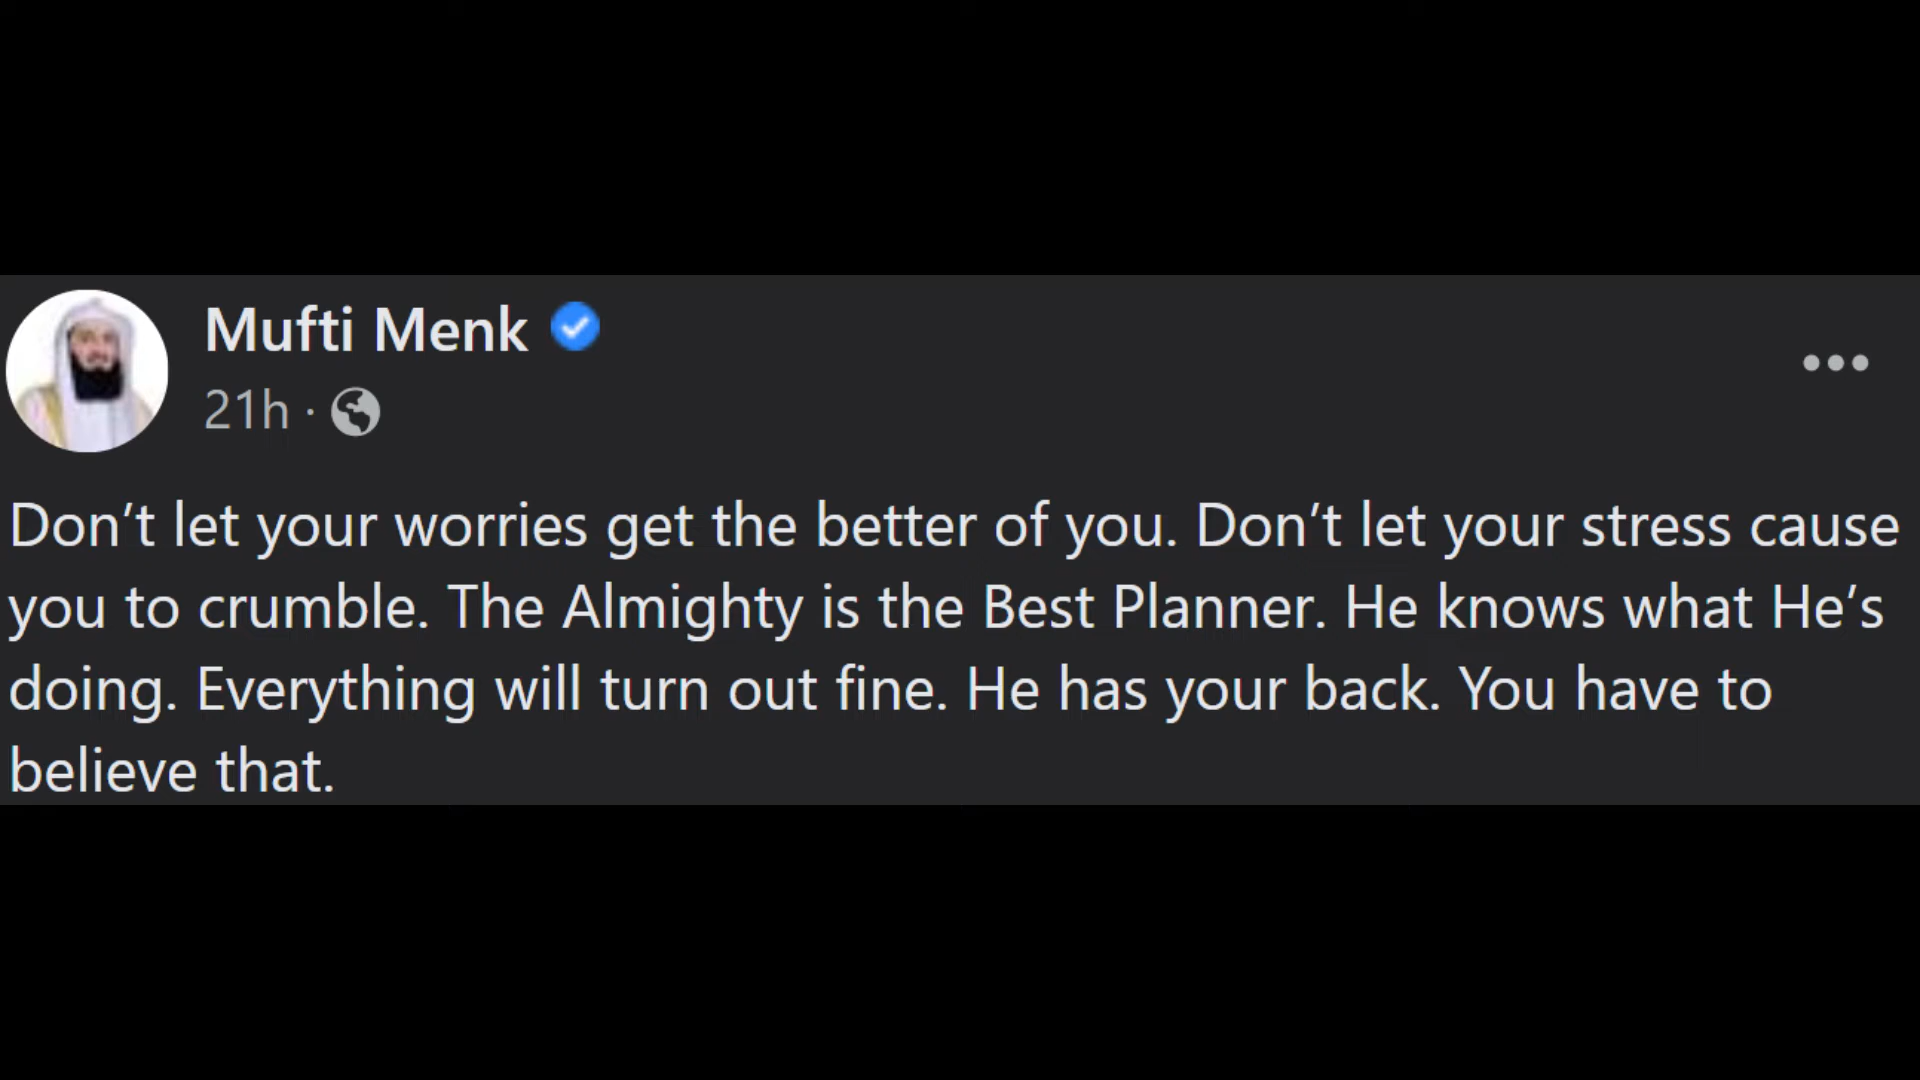 Mufti Menk
21h ·
Don’t let your worries get the better of you. Don’t let your stress cause
you to crumble. The Almighty is the Best Planner. He knows what He’s
doing. Everything will turn out fine. He has your back. You have to
believe that.